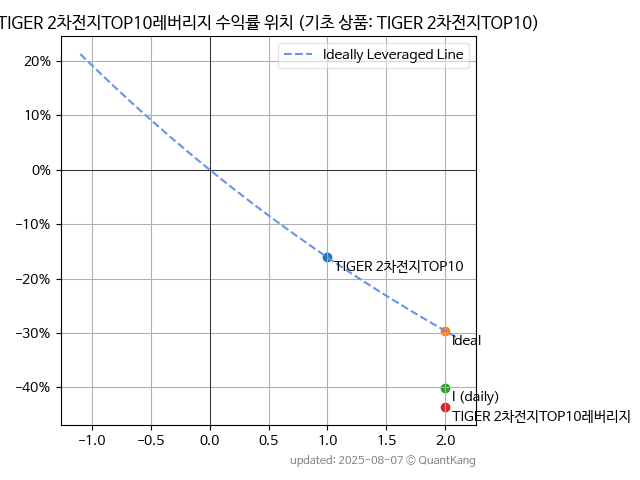 TIGER 2차전지TOP10레버리지 수익률 위치 (기초 상품: TIGER 2차전지TOP10)
Ideally Leveraged Line
20%
10%
0%
−10%
−20%
−30%
−40%
TIGER 2차전지TOP10
Ideal
l (daily)
TIGER 2차전지TOP10레버리지
−1.0
−0.5
0.0
0.5
1.0
1.5
2.0
updated: 2025-08-07 © QuantKang